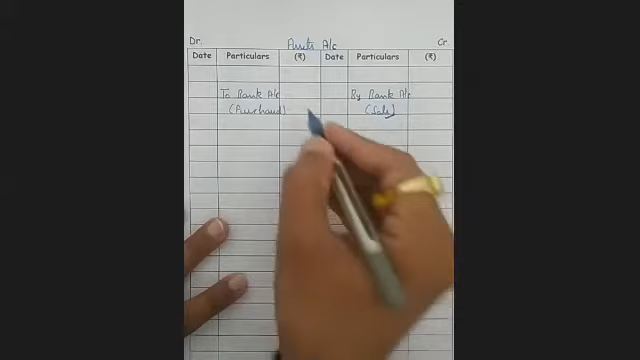 Dr. Assets A/c Cr.
Date Particulars (₹) Date Particulars (₹)
To Bank A/c By Bank A/c
(Purchased) (Sale)